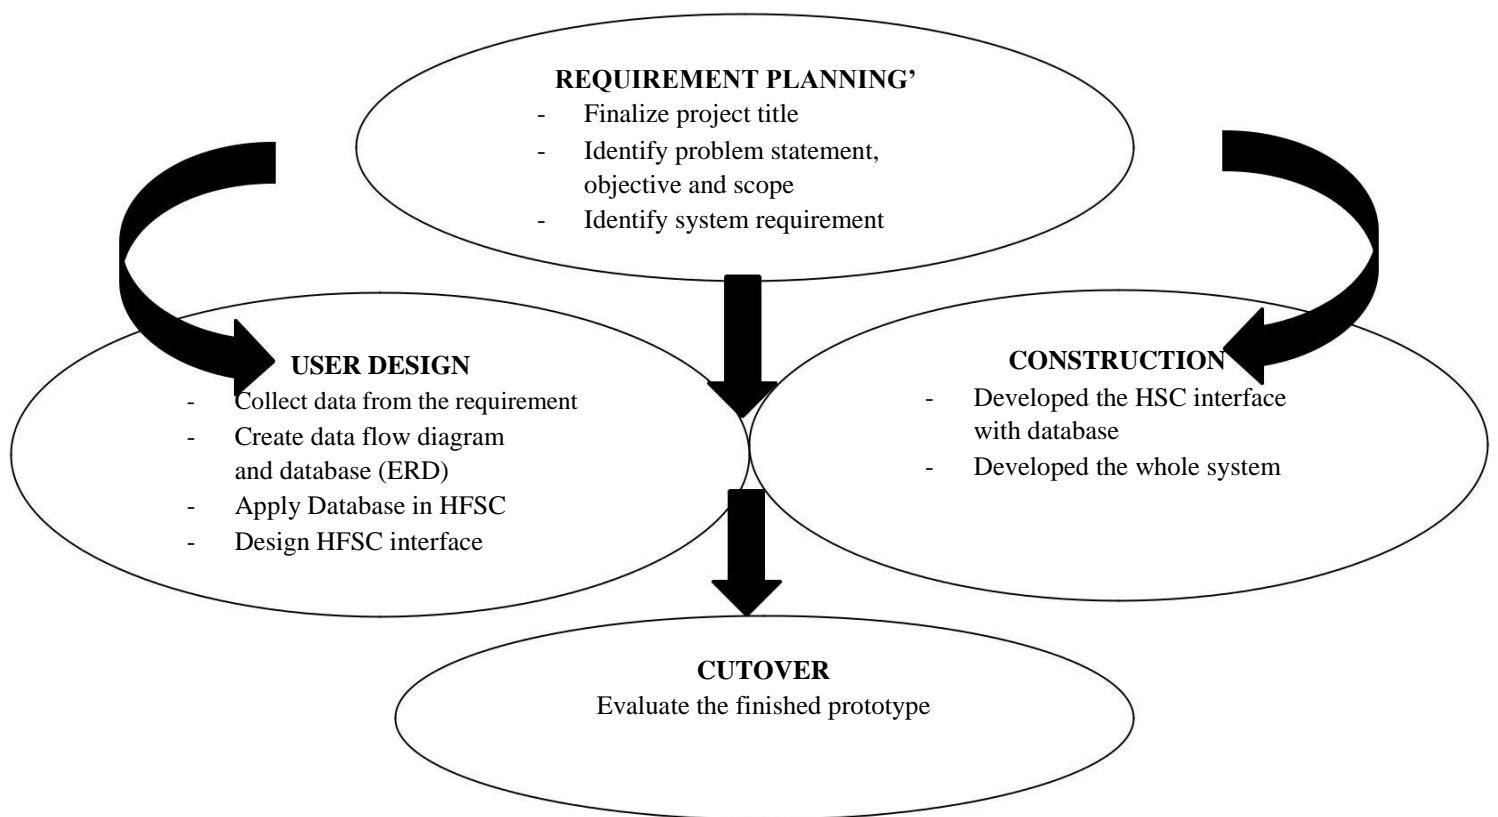 REQUIREMENT PLANNING’
- Finalize project title
- Identify problem statement,
objective and scope
- Identify system requirement
USER DESIGN
- Collect data from the requirement
- Create data flow diagram
and database (ERD)
- Apply Database in HFSC
- Design HFSC interface
CONSTRUCTION
- Developed the HSC interface
with database
- Developed the whole system
CUTOVER
Evaluate the finished prototype